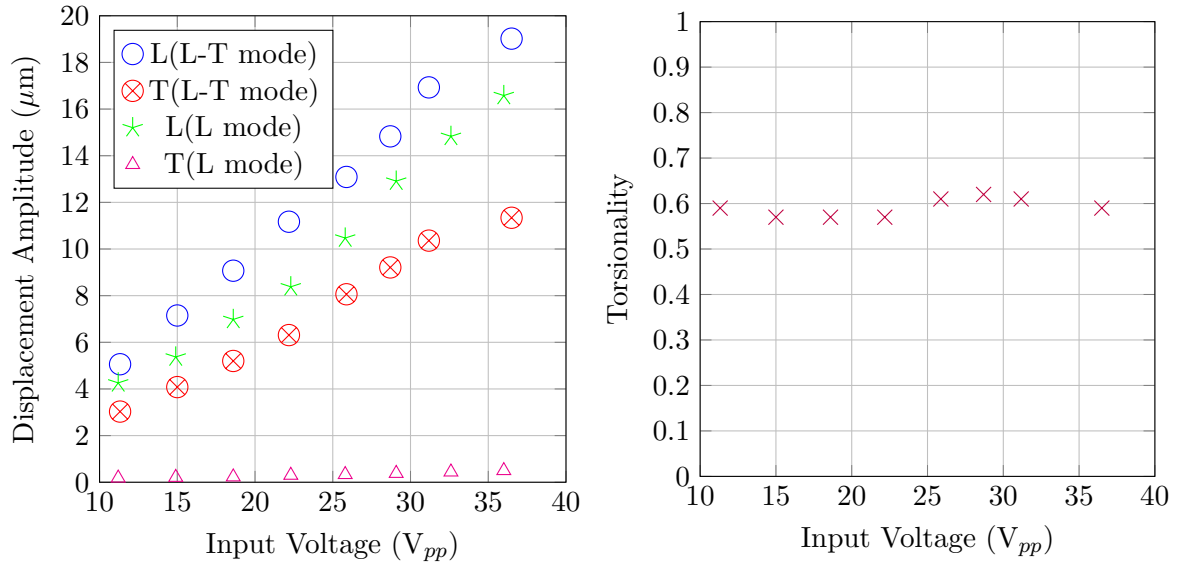 20
18
16
14
12
10
8
6
4
2
0
Displacement Amplitude (μm)
L(L-T mode)
T(L-T mode)
L(L mode)
T(L mode)
10 15 20 25 30 35 40
Input Voltage (V_pp)
1
0.9
0.8
0.7
0.6
0.5
0.4
0.3
0.2
0.1
0
Torsionality
10 15 20 25 30 35 40
Input Voltage (V_pp)